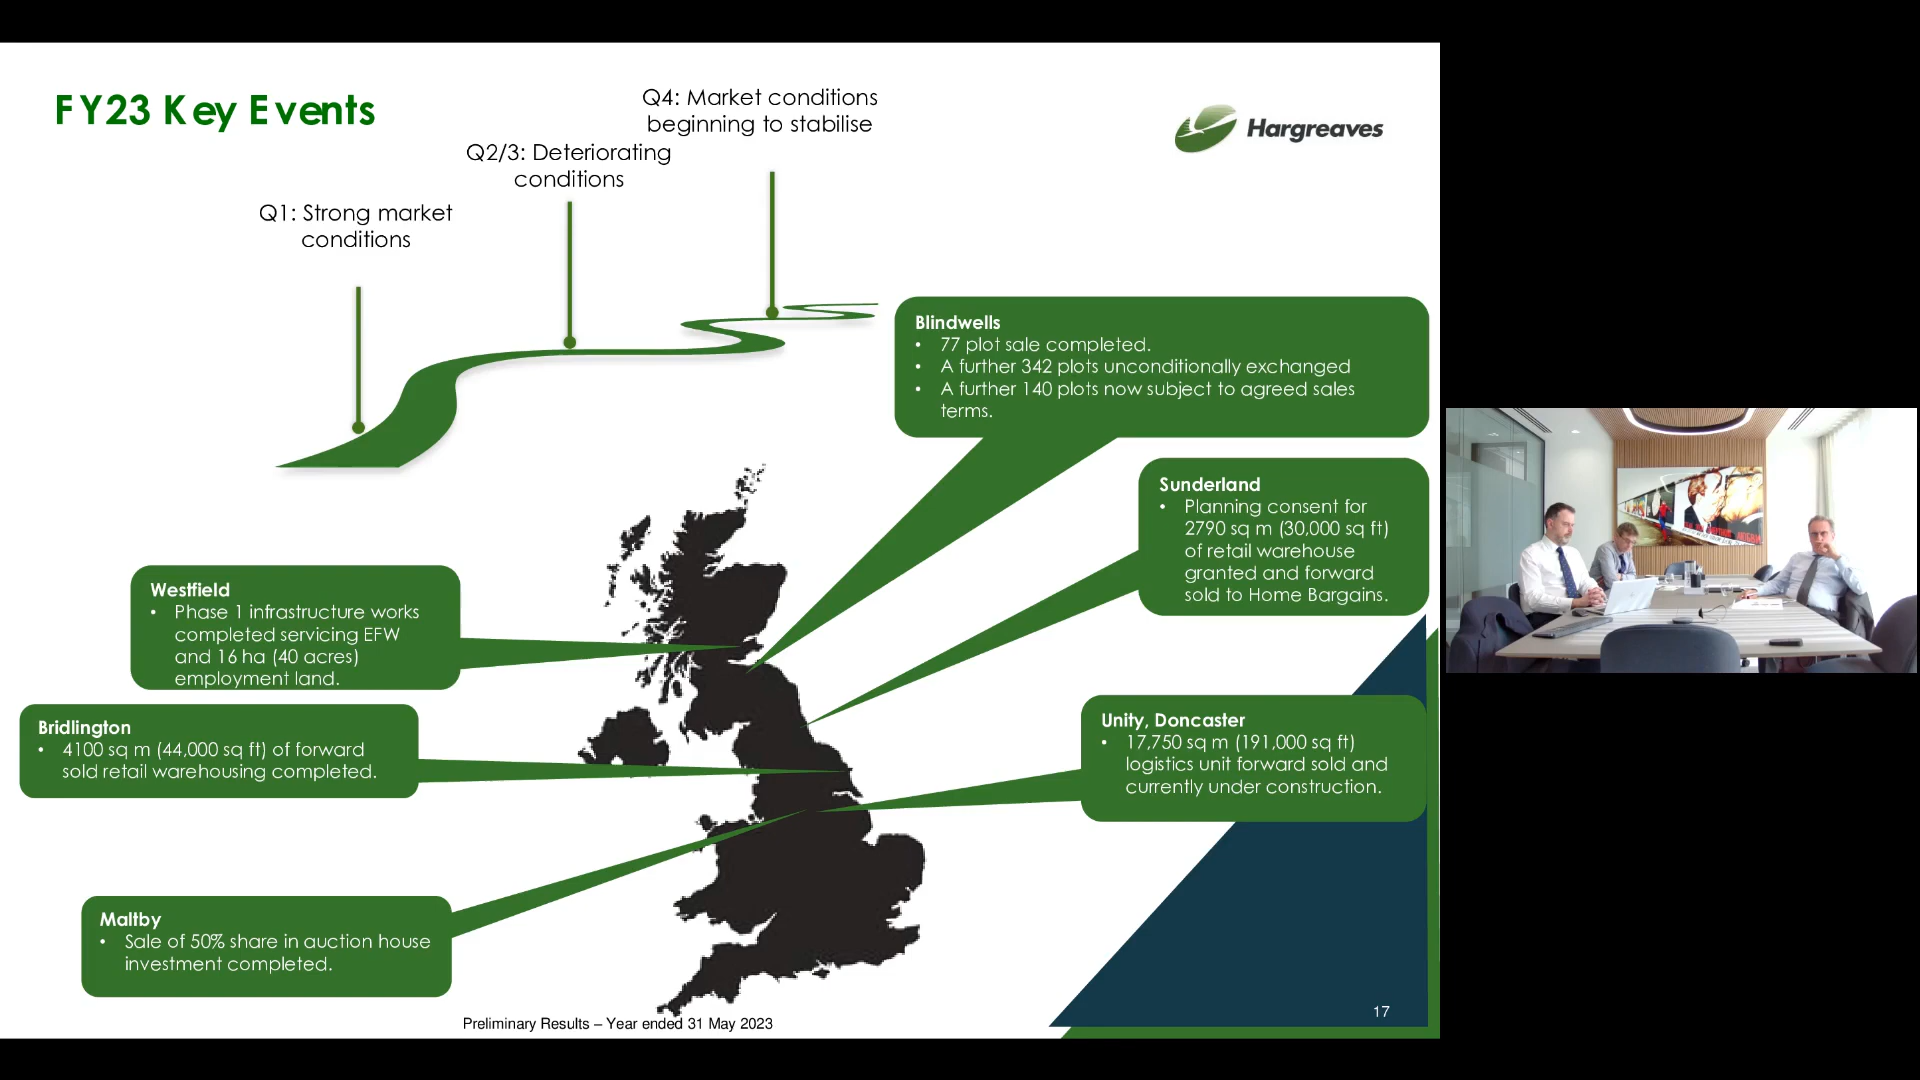 FY23 Key Events
Q4: Market conditions
beginning to stabilise
Q2/3: Deteriorating
conditions
Q1: Strong market
conditions
Hargreaves
Blindwells
• 77 plot sale completed.
• A further 342 plots unconditionally exchanged
• A further 140 plots now subject to agreed sales
terms.
Sunderland
• Planning consent for
2790 sq m (30,000 sq ft)
of retail warehouse
granted and forward
sold to Home Bargains.
Westfield
• Phase 1 infrastructure works
completed servicing EFW
and 16 ha (40 acres)
employment land.
Bridlington
• 4100 sq m (44,000 sq ft) of forward
sold retail warehousing completed.
Unity, Doncaster
• 17,750 sq m (191,000 sq ft)
logistics unit forward sold and
currently under construction.
Maltby
• Sale of 50% share in auction house
investment completed.
Preliminary Results – Year ended 31 May 2023
17